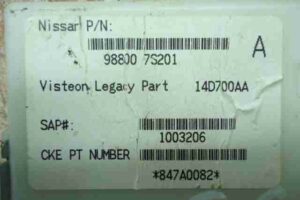 Nissan P/N:
98800 7S201 A
Visteon Legacy Part 14D700AA
SAP#:
1003206
CKE PT NUMBER
*847A0082*